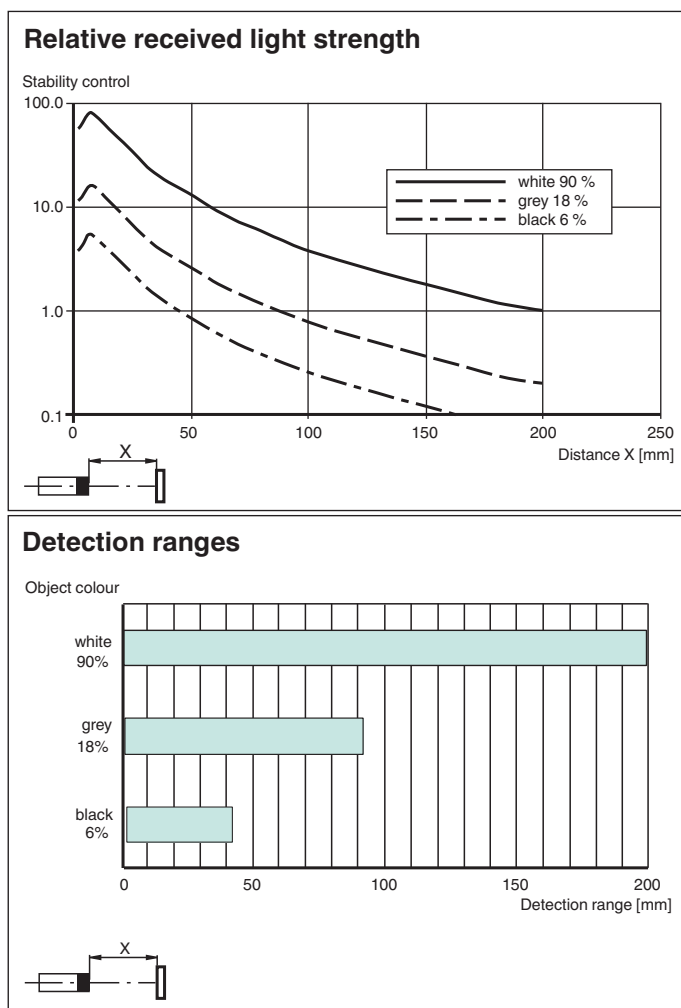 Relative received light strength
Stability control
100.0
10.0
1.0
0.1
white 90 %
grey 18 %
black 6 %
0 50 100 150 200 250
Distance X [mm]
X
Detection ranges
Object colour
white
90%
grey
18%
black
6%
0 50 100 150 200
Detection range [mm]
X